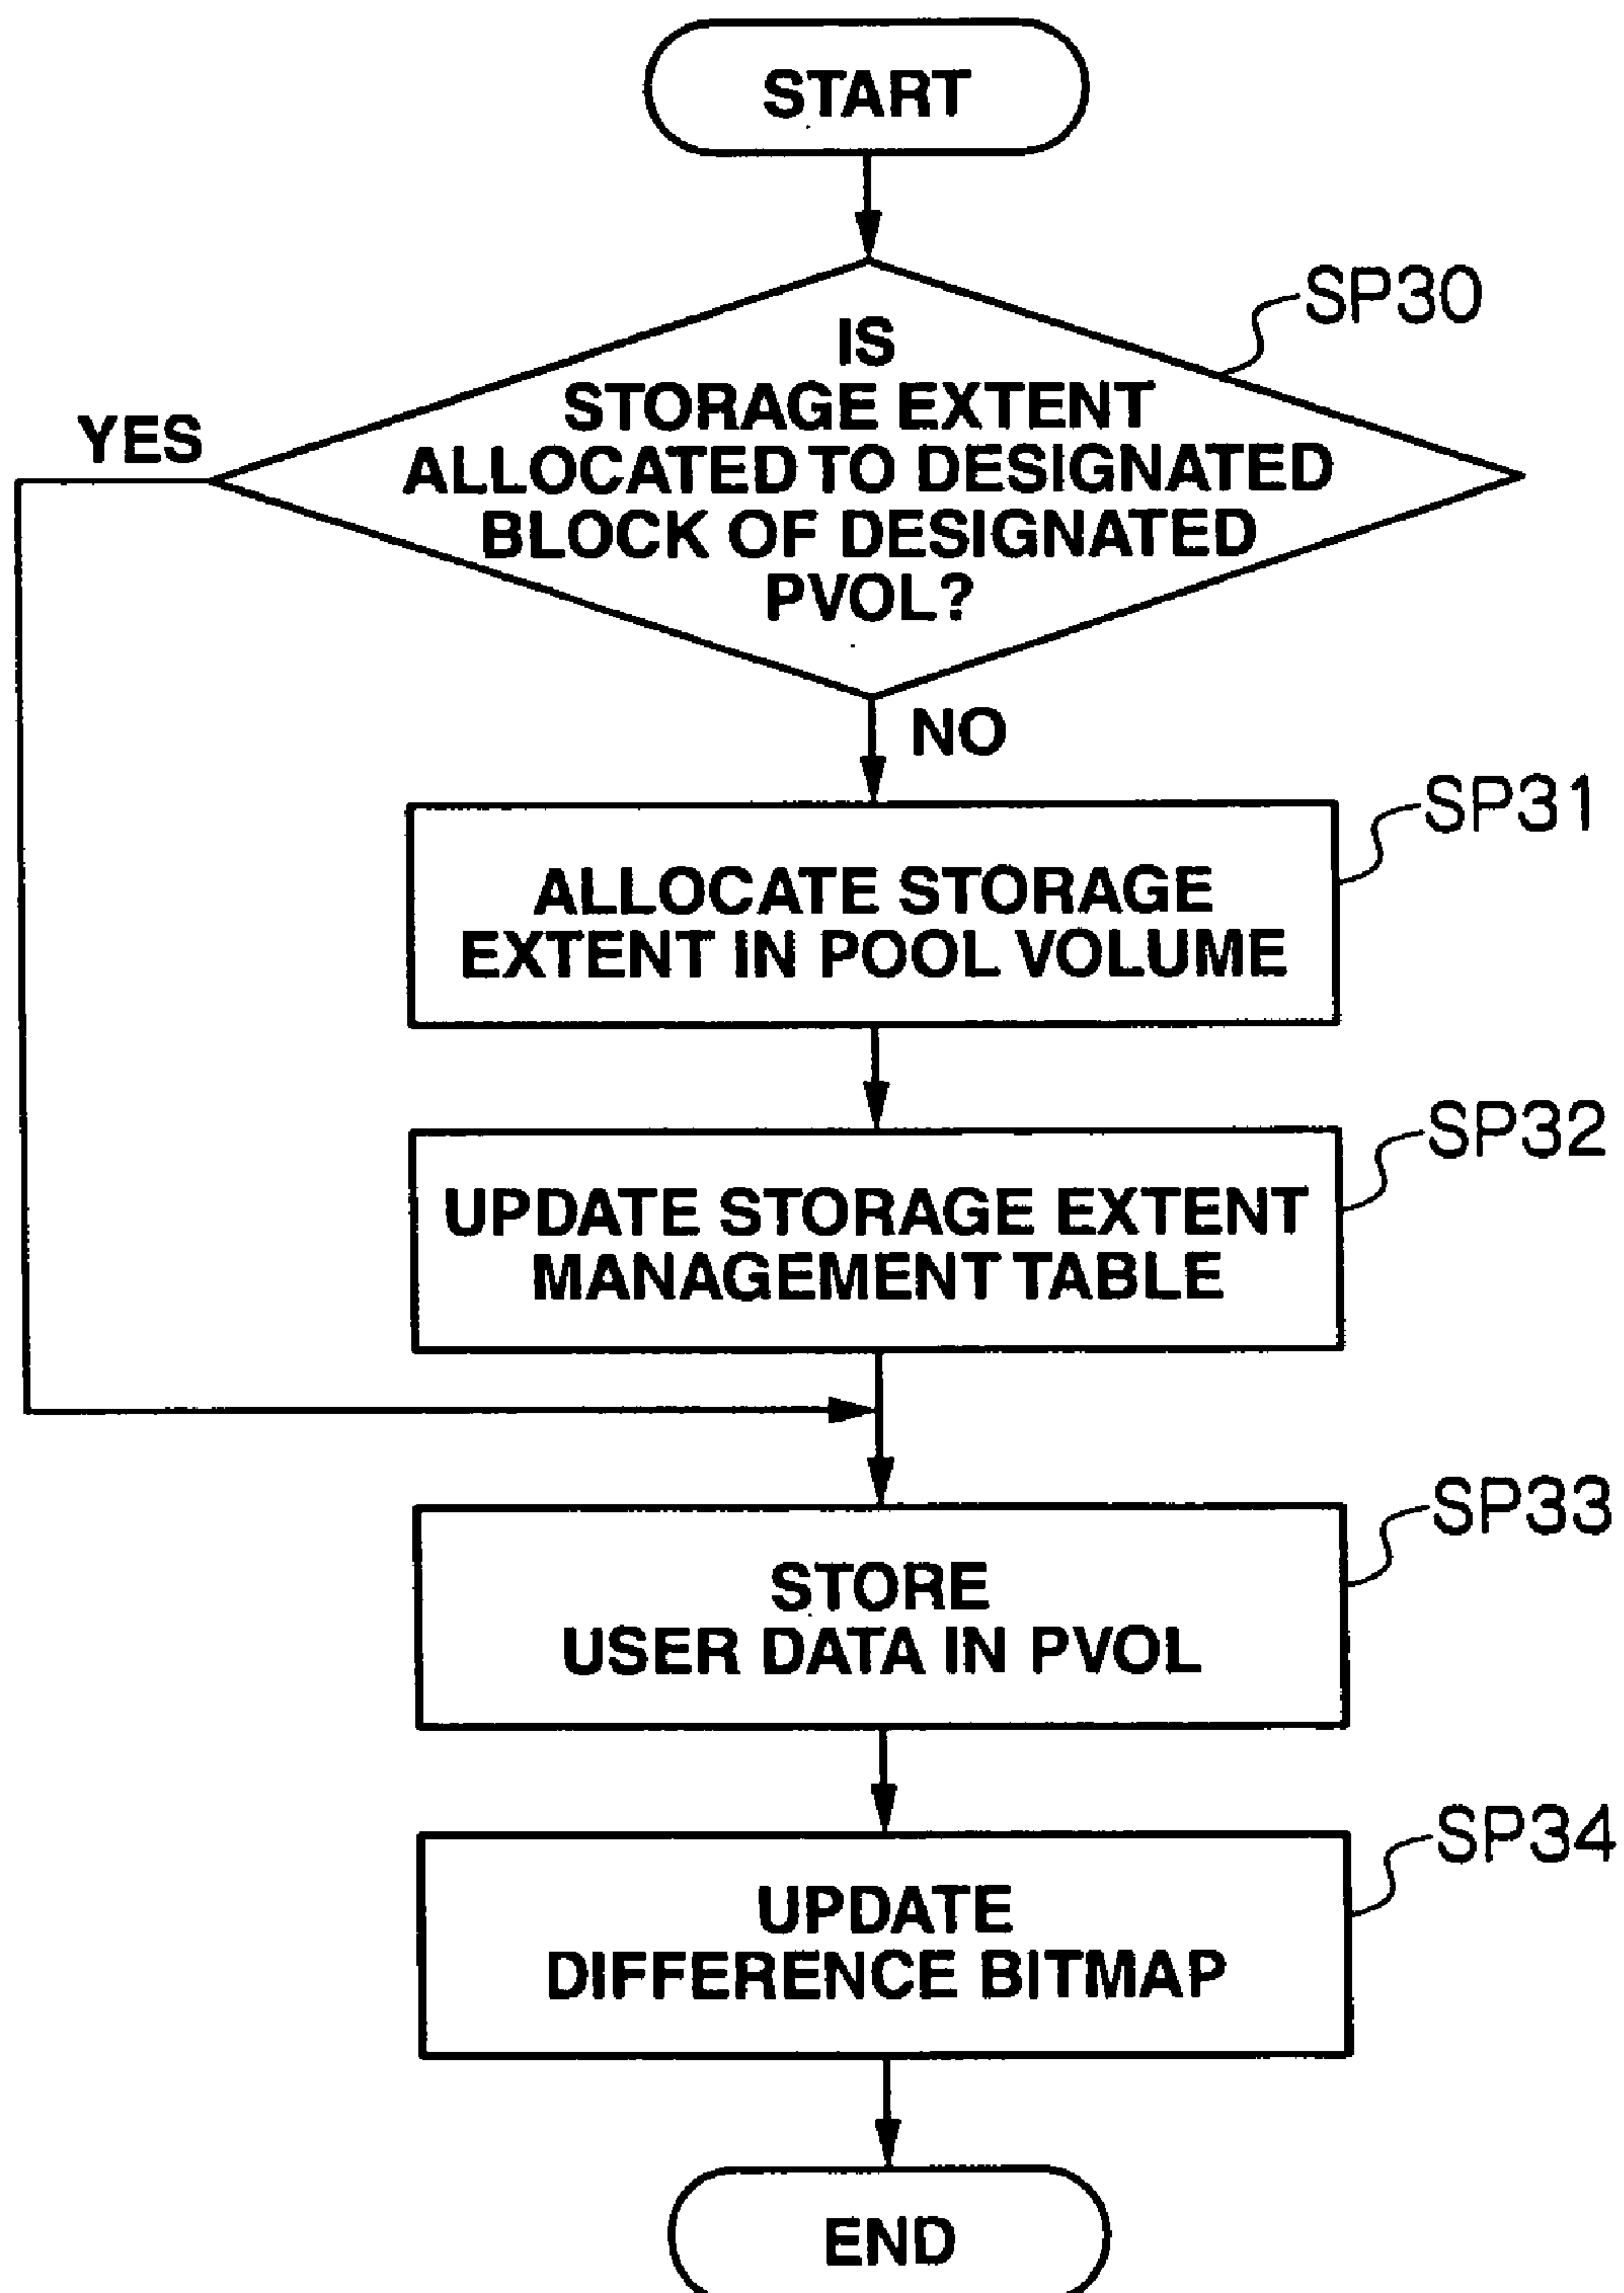 START
SP30
IS
STORAGE EXTENT
ALLOCATED TO DESIGNATED
BLOCK OF DESIGNATED
PVOL?
YES
NO
SP31
ALLOCATE STORAGE
EXTENT IN POOL VOLUME
SP32
UPDATE STORAGE EXTENT
MANAGEMENT TABLE
SP33
STORE
USER DATA IN PVOL
SP34
UPDATE
DIFFERENCE BITMAP
END